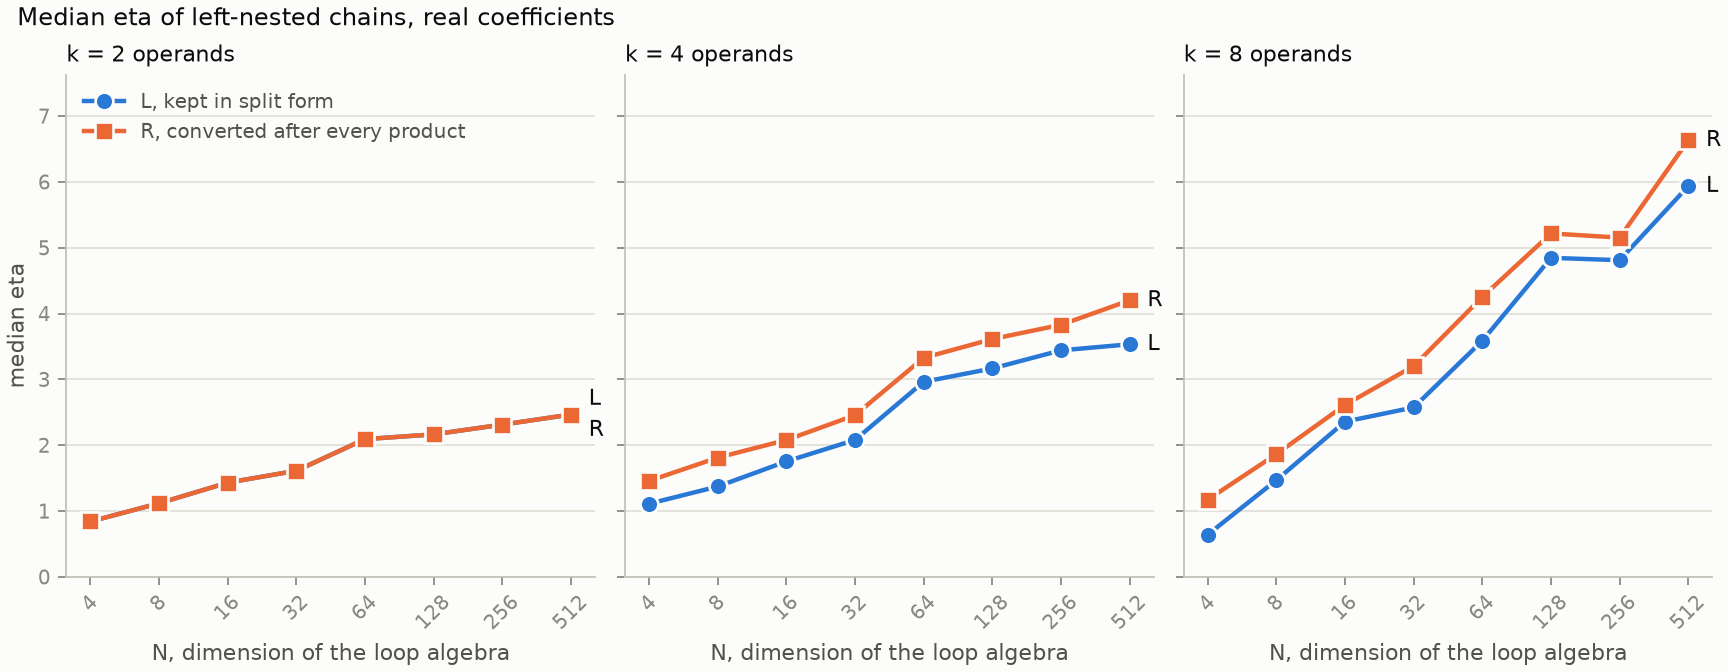 Median eta of left-nested chains, real coefficients
k = 2 operands
k = 4 operands
k = 8 operands
L, kept in split form
R, converted after every product
median eta
7
6
5
4
3
2
1
0
L
R
R
L
R
L
4 8 16 32 64 128 256 512
4 8 16 32 64 128 256 512
4 8 16 32 64 128 256 512
N, dimension of the loop algebra
N, dimension of the loop algebra
N, dimension of the loop algebra